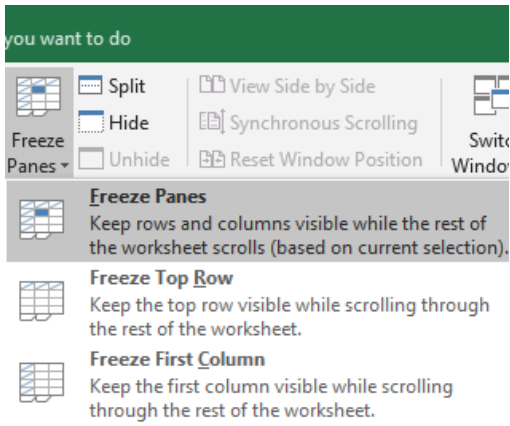 you want to do
Split
View Side by Side
Hide
Synchronous Scrolling
Freeze
Panes
Unhide
Reset Window Position
Freeze Panes
Keep rows and columns visible while the rest of
the worksheet scrolls (based on current selection).
Freeze Top Row
Keep the top row visible while scrolling through
the rest of the worksheet.
Freeze First Column
Keep the first column visible while scrolling
through the rest of the worksheet.